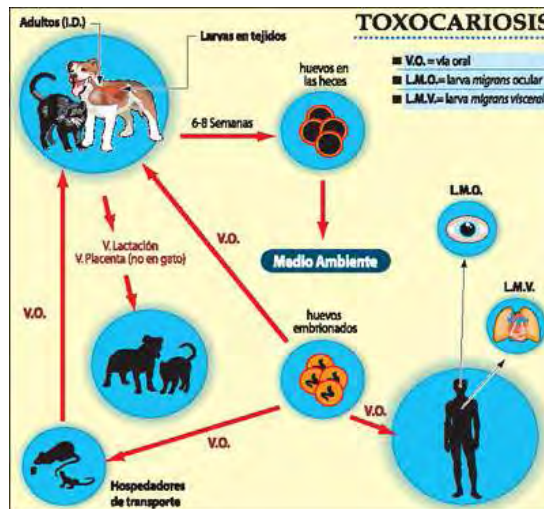 TOXOCARIOSIS
V.O. = vía oral
L.M.O. = larva migrans ocular
L.M.V. = larva migrans visceral
Adultos (I.D.)
Larvas en tejidos
6-8 Semanas
huevos en
las heces
Medio Ambiente
V. Lactación
V. Placenta (no en gato)
V.O.
V.O.
huevos
embrionados
V.O.
V.O.
L.M.O.
L.M.V.
Hospedadores
de transporte